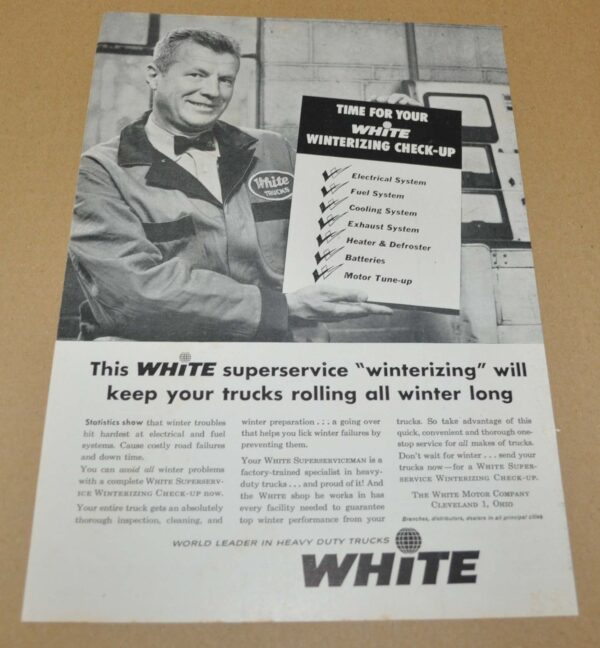 White
TRUCKS
TIME FOR YOUR
WHITE
WINTERIZING CHECK-UP
Electrical System
Fuel System
Cooling System
Exhaust System
Heater & Defroster
Batteries
Motor Tune-up
This WHITE superservice "winterizing" will
keep your trucks rolling all winter long
Statistics show that winter troubles
hit hardest at electrical and fuel
systems. Cause costly road failures
and down time.
You can avoid all winter problems
with a complete WHITE SUPERSERV-
ICE WINTERIZING CHECK-UP now.
Your entire truck gets an absolutely
thorough inspection, cleaning, and
winter preparation . . . a going over
that helps you lick winter failures by
preventing them.
Your WHITE SUPERSERVICEMAN is a
factory-trained specialist in heavy-
duty trucks . . . and proud of it! And
the WHITE shop he works in has
every facility needed to guarantee
top winter performance from your
trucks. So take advantage of this
quick, convenient and thorough one-
stop service for all makes of trucks.
Don't wait for winter . . . send your
trucks now—for a WHITE SUPER-
SERVICE WINTERIZING CHECK-UP.
THE WHITE MOTOR COMPANY
CLEVELAND 1, OHIO
Branches, distributors, dealers in all principal cities
WORLD LEADER IN HEAVY DUTY TRUCKS
WHITE